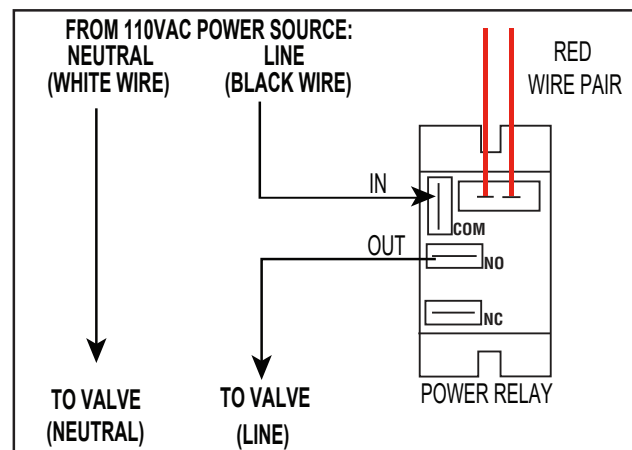 FROM 110VAC POWER SOURCE:
NEUTRAL
(WHITE WIRE)
LINE
(BLACK WIRE)
RED
WIRE PAIR
IN
COM
OUT
NO
NC
POWER RELAY
TO VALVE
(NEUTRAL)
TO VALVE
(LINE)